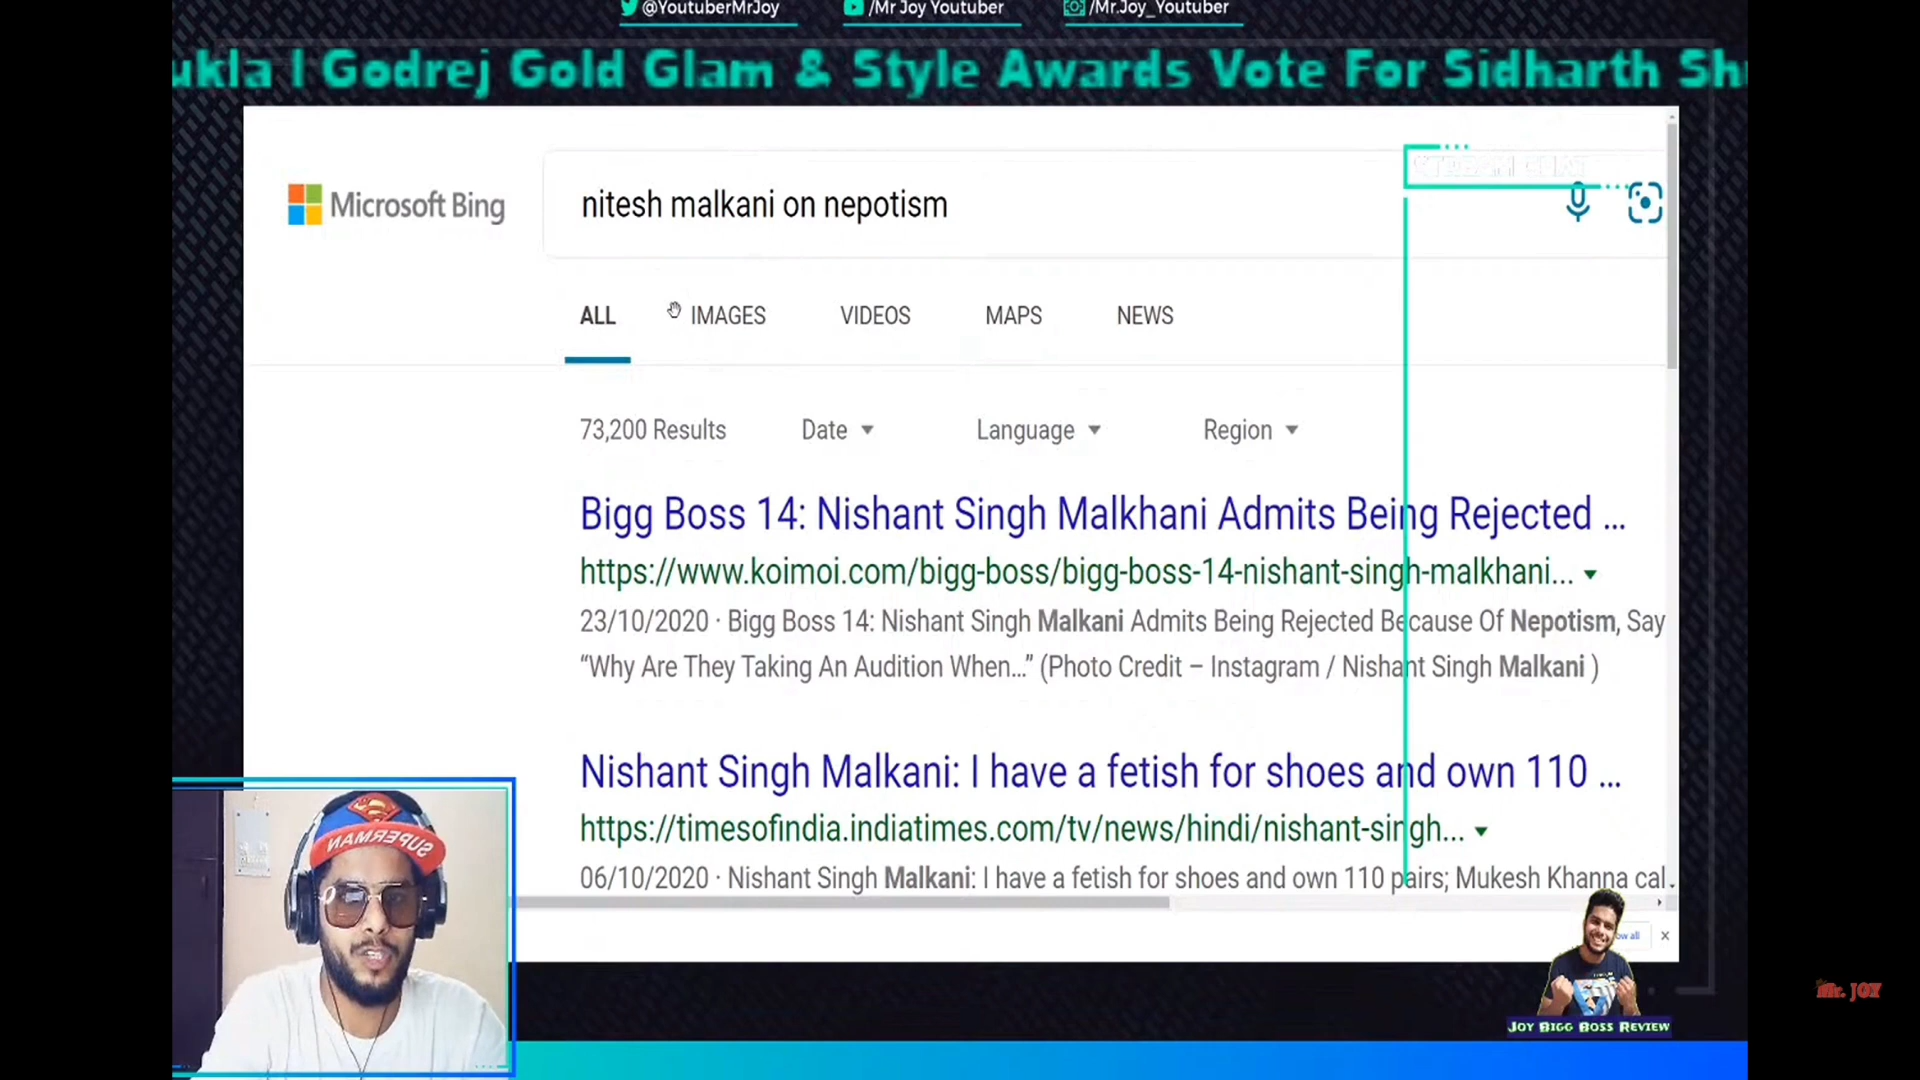 @YoutuberMrJoy /Mr Joy Youtuber /Mr.Joy_Youtuber
ukla | Godrej Gold Glam & Style Awards Vote For Sidharth Sh
STREAM CHAT
Microsoft Bing
nitesh malkani on nepotism
ALL IMAGES VIDEOS MAPS NEWS
73,200 Results Date Language Region
Bigg Boss 14: Nishant Singh Malkhani Admits Being Rejected ...
https://www.koimoi.com/bigg-boss/bigg-boss-14-nishant-singh-malkhani...
23/10/2020 · Bigg Boss 14: Nishant Singh Malkani Admits Being Rejected Because Of Nepotism, Say
“Why Are They Taking An Audition When...” (Photo Credit – Instagram / Nishant Singh Malkani )
Nishant Singh Malkani: I have a fetish for shoes and own 110 ...
https://timesofindia.indiatimes.com/tv/news/hindi/nishant-singh...
06/10/2020 · Nishant Singh Malkani: I have a fetish for shoes and own 110 pairs; Mukesh Khanna cal
SUPERMAN
ow all
Mr. JOY
JOY BIGG BOSS REVIEW